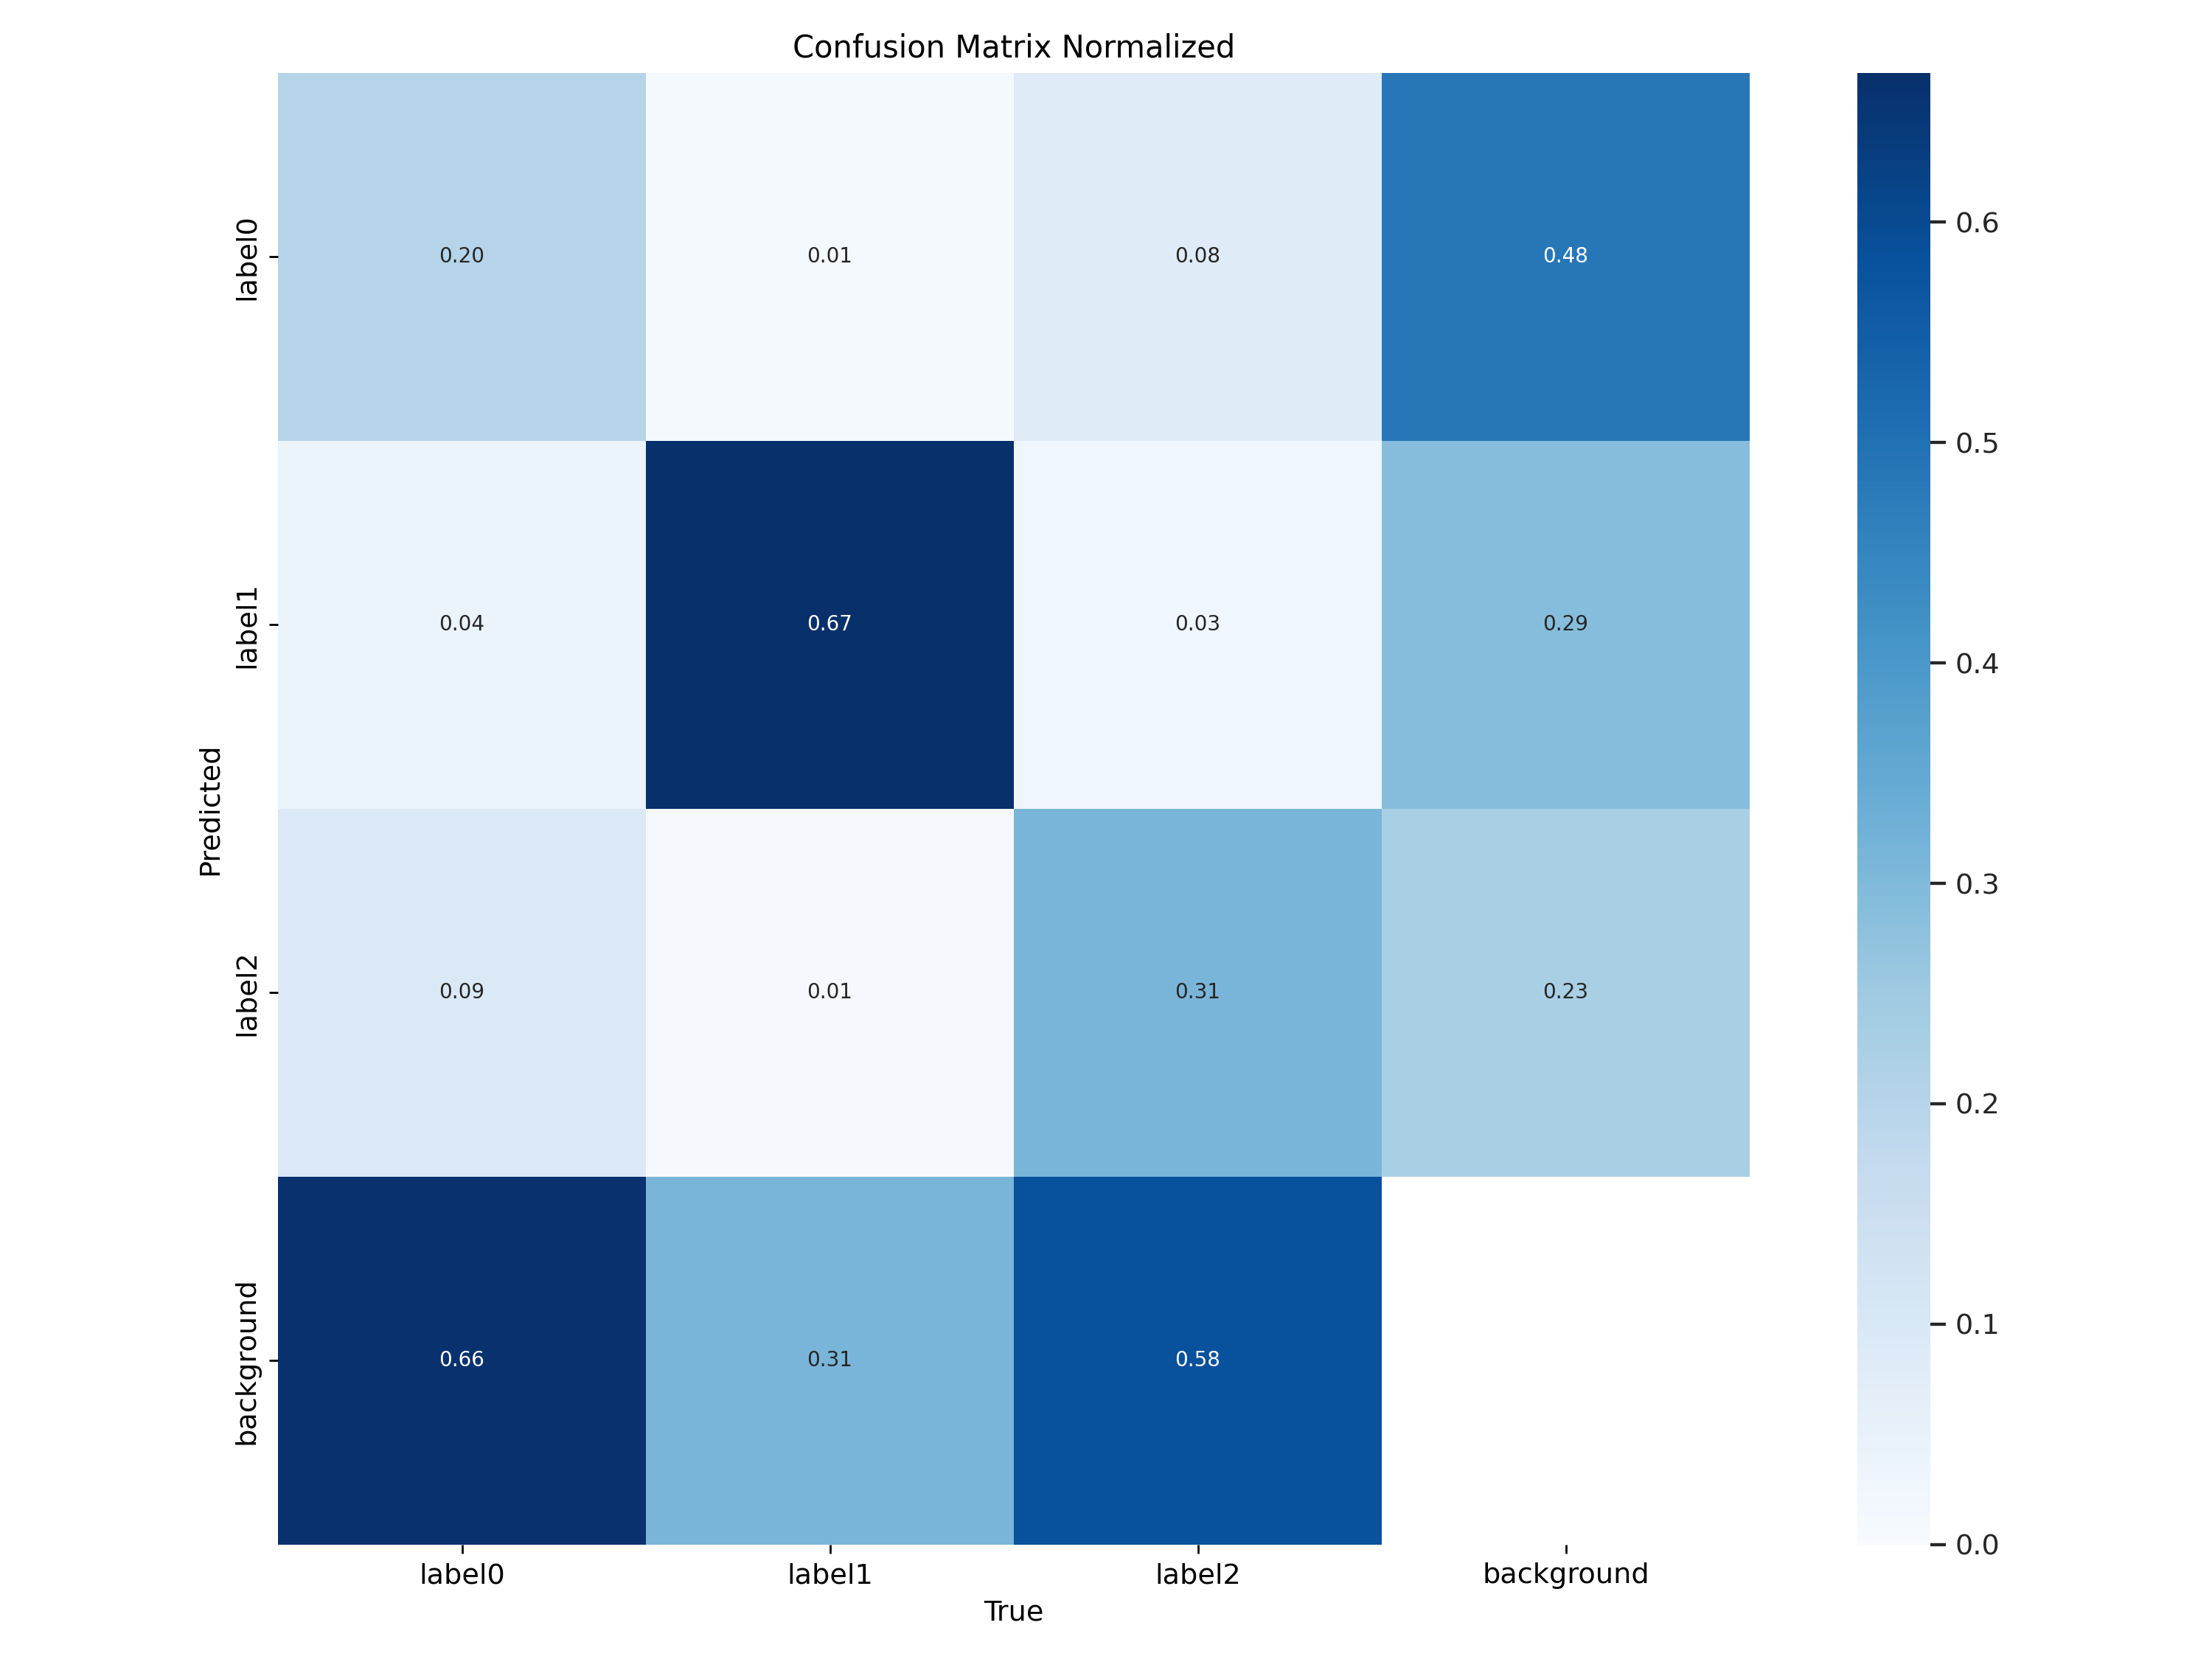 Confusion Matrix Normalized
label0
0.20
0.01
0.08
0.48
label1
0.04
0.67
0.03
0.29
label2
0.09
0.01
0.31
0.23
background
0.66
0.31
0.58
label0
label1
label2
background
True
Predicted
0.6
0.5
0.4
0.3
0.2
0.1
0.0